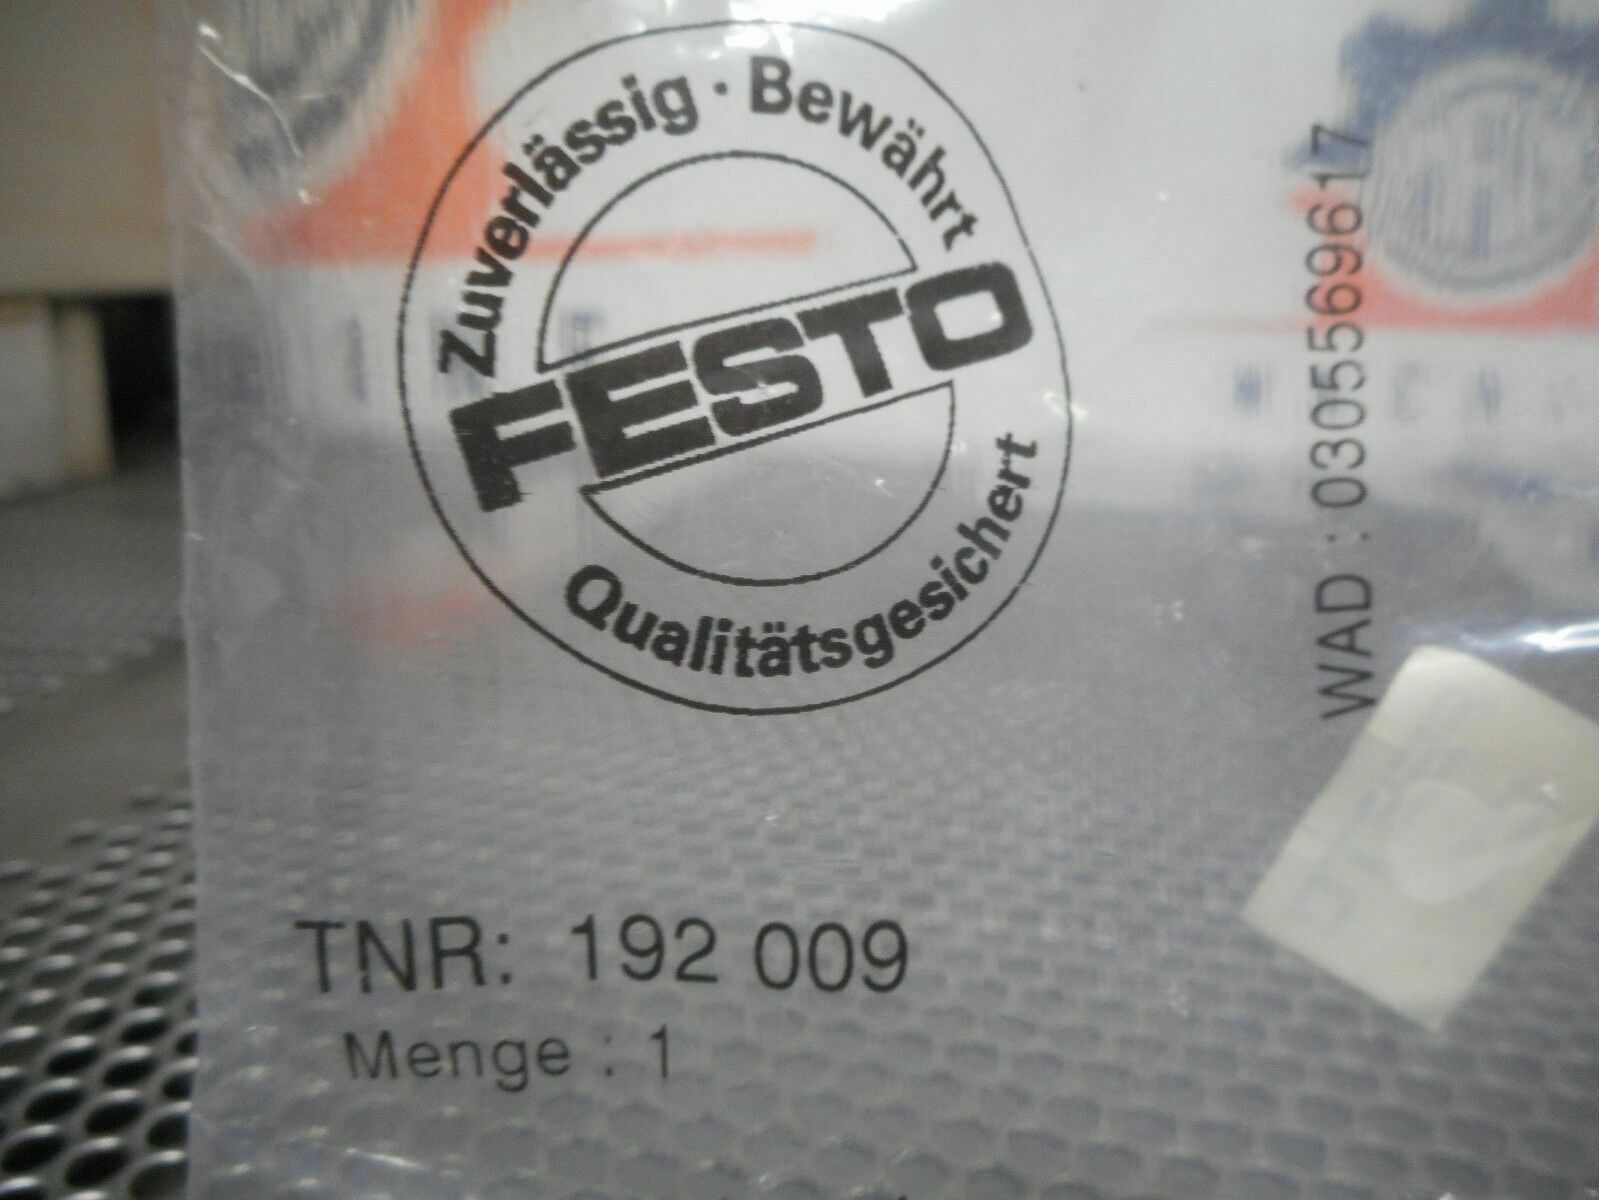 Zuverlässig · Bewährt
FESTO
Qualitätsgesichert
WAD : 0305569617
TNR: 192 009
Menge : 1